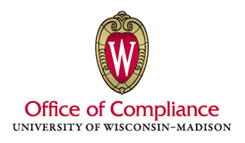 W
Office of Compliance
UNIVERSITY OF WISCONSIN–MADISON